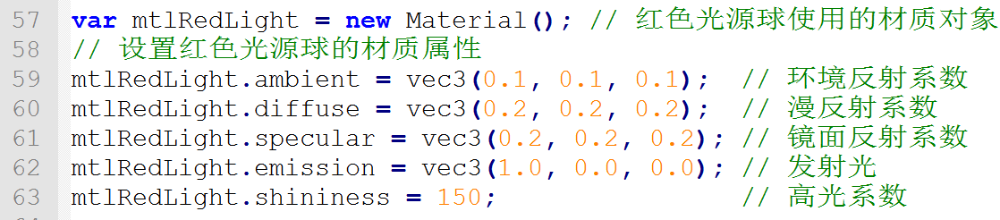 57 var mtlRedLight = new Material(); // 红色光源球使用的材质对象
58 // 设置红色光源球的材质属性
59 mtlRedLight.ambient = vec3(0.1, 0.1, 0.1);  // 环境反射系数
60 mtlRedLight.diffuse = vec3(0.2, 0.2, 0.2);  // 漫反射系数
61 mtlRedLight.specular = vec3(0.2, 0.2, 0.2); // 镜面反射系数
62 mtlRedLight.emission = vec3(1.0, 0.0, 0.0); // 发射光
63 mtlRedLight.shininess = 150;                // 高光系数